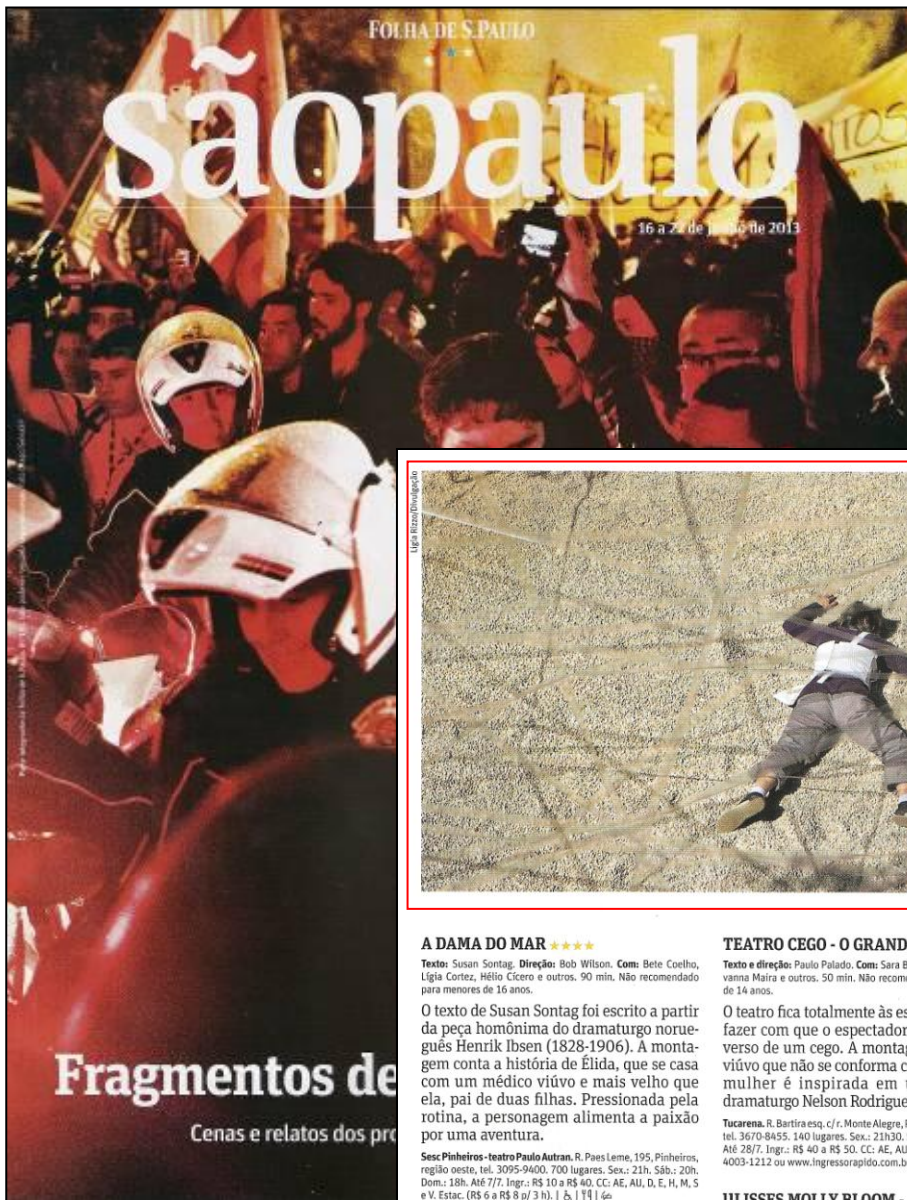 FOLHA DE S.PAULO
sãopaulo
16 a 22 de junho de 2013
Fragmentos de
Cenas e relatos dos pro
Ligia Rizzo/Divulgação
A DAMA DO MAR ★★★★
Texto: Susan Sontag. Direção: Bob Wilson. Com: Bete Coelho,
Lígia Cortez, Hélio Cícero e outros. 90 min. Não recomendado
para menores de 16 anos.
O texto de Susan Sontag foi escrito a partir
da peça homônima do dramaturgo norue-
guês Henrik Ibsen (1828-1906). A monta-
gem conta a história de Élida, que se casa
com um médico viúvo e mais velho que
ela, pai de duas filhas. Pressionada pela
rotina, a personagem alimenta a paixão
por uma aventura.
Sesc Pinheiros - teatro Paulo Autran. R. Paes Leme, 195, Pinheiros,
região oeste, tel. 3095-9400. 700 lugares. Sex.: 21h. Sáb.: 20h.
Dom.: 18h. Até 7/7. Ingr.: R$ 10 a R$ 40. CC: AE, AU, D, E, H, M, S
e V. Estac. (R$ 6 a R$ 8 p/ 3 h).
TEATRO CEGO - O GRAND
Texto e direção: Paulo Palado. Com: Sara B
vanna Maira e outros. 50 min. Não recom
de 14 anos.
O teatro fica totalmente às es
fazer com que o espectador
verso de um cego. A montag
viúvo que não se conforma c
mulher é inspirada em
dramaturgo Nelson Rodrigue
Tucarena. R. Bartira esq. c/ r. Monte Alegre,
tel. 3670-8455. 140 lugares. Sex.: 21h30.
Até 28/7. Ingr.: R$ 40 a R$ 50. CC: AE, AU
4003-1212 ou www.ingressorapido.com.b
ULISSES MOLLY BLOOM